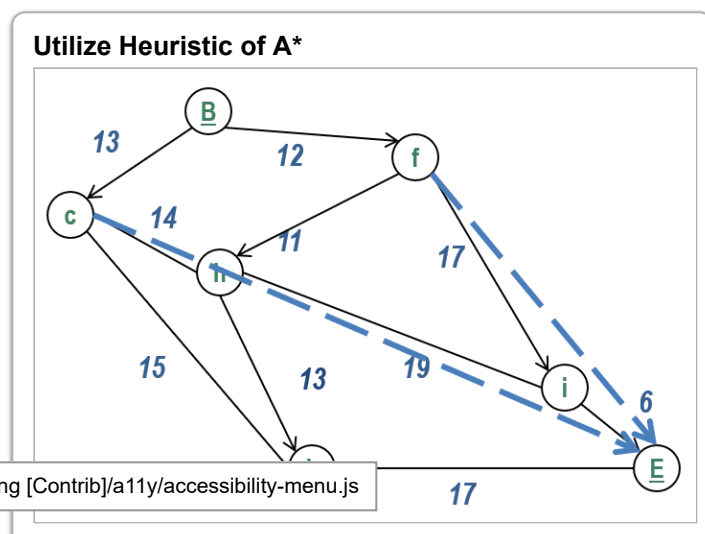 Utilize Heuristic of A*
B
13
12
f
c
14
11
h
17
15
13
19
i
6
E
ng [Contrib]/a11y/accessibility-menu.js
17